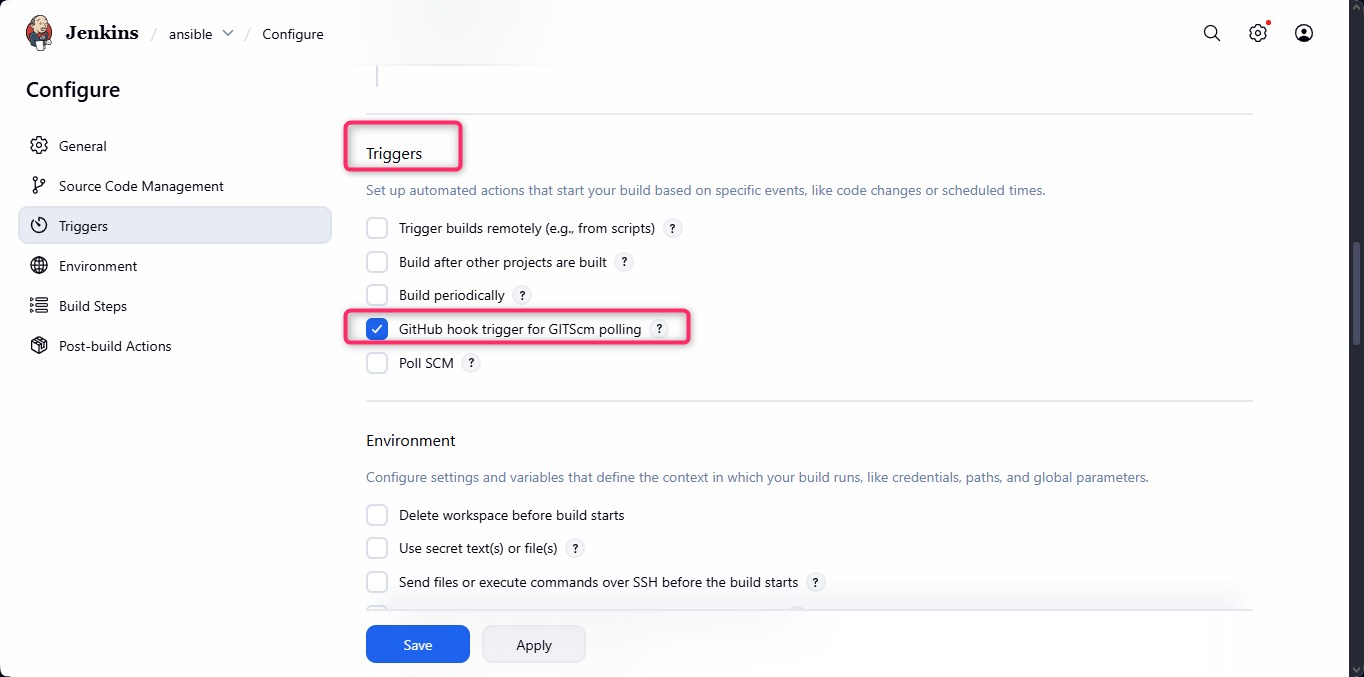 Jenkins / ansible / Configure
Configure
General
Source Code Management
Triggers
Environment
Build Steps
Post-build Actions
Triggers
Set up automated actions that start your build based on specific events, like code changes or scheduled times.
Trigger builds remotely (e.g., from scripts) ?
Build after other projects are built ?
Build periodically ?
GitHub hook trigger for GITScm polling ?
Poll SCM ?
Environment
Configure settings and variables that define the context in which your build runs, like credentials, paths, and global parameters.
Delete workspace before build starts
Use secret text(s) or file(s) ?
Send files or execute commands over SSH before the build starts ?
Save
Apply